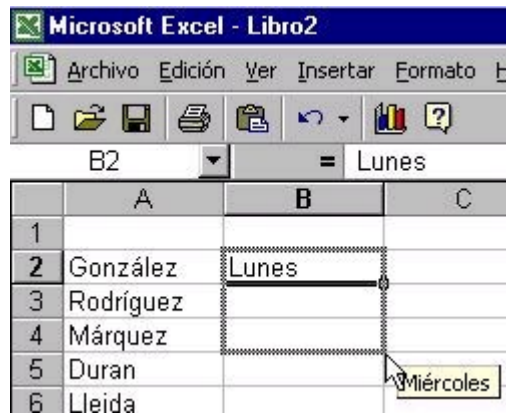 Microsoft Excel - Libro2
Archivo Edición Ver Insertar Formato H
B2 = Lunes
A B C
1
2 González Lunes
3 Rodríguez
4 Márquez
5 Duran
Miércoles
6 Lleida